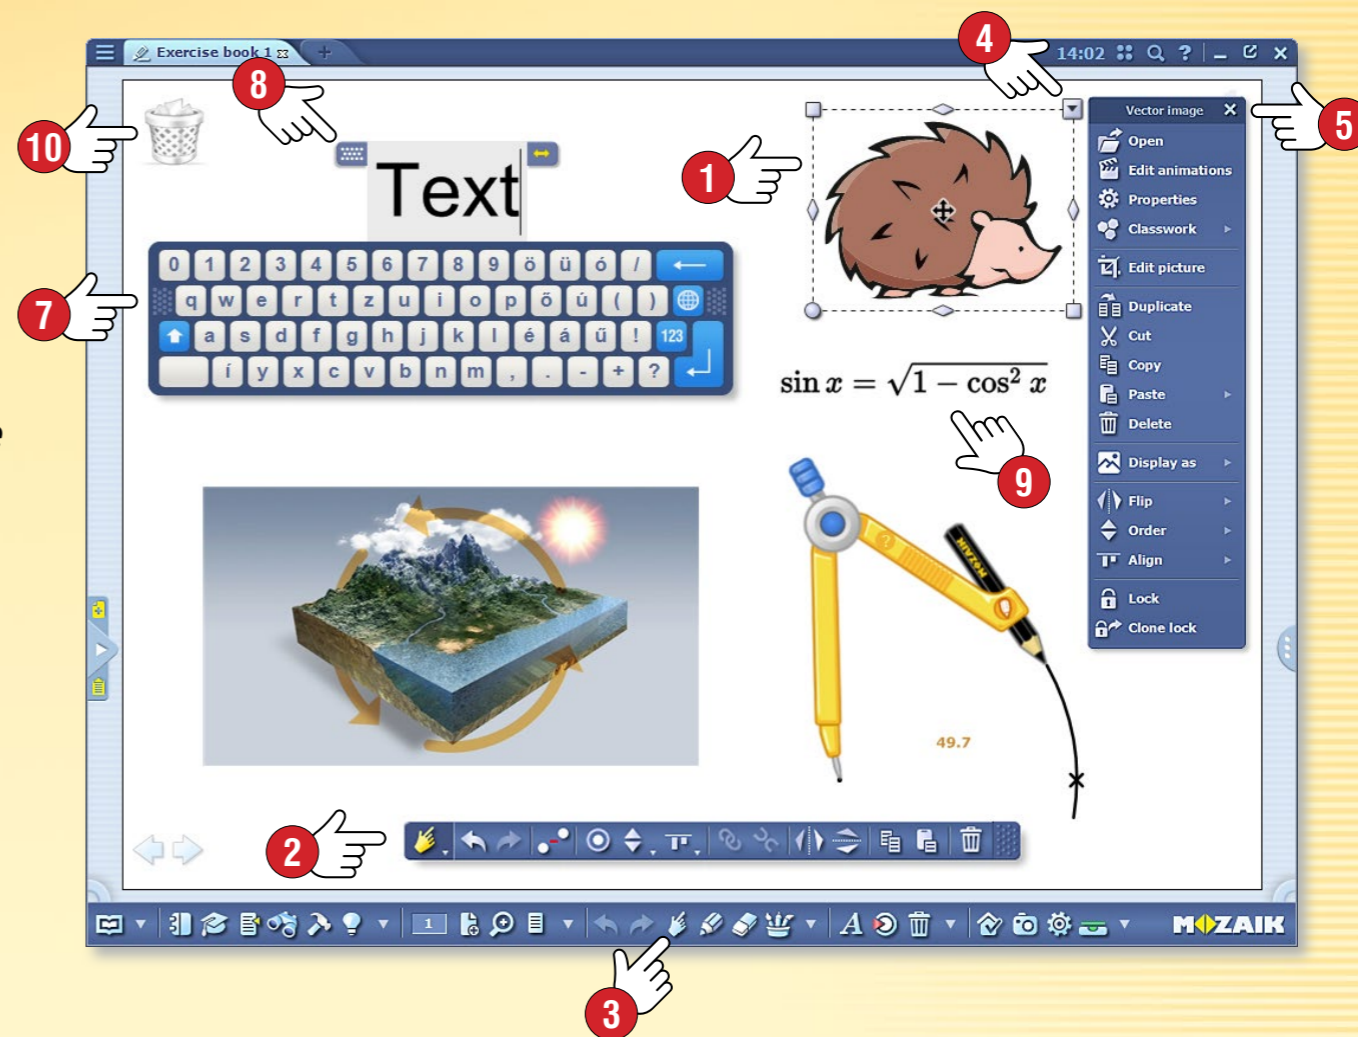 Exercise book 1
14:02
4
8
10
5
Vector image
Open
Edit animations
Properties
Classwork
Edit picture
Duplicate
Cut
Copy
Paste
Delete
Display as
Flip
Order
Align
Lock
Clone lock
1
Text
7
0 1 2 3 4 5 6 7 8 9 ö ü ó /
q w e r t z u i o p ő ú ( )
a s d f g h j k l é á ű ! 123
í y x c v b n m , . - + ?
sin x = √1 − cos² x
9
MOZAIK
49.7
2
1
A
MOZAIK
3
e